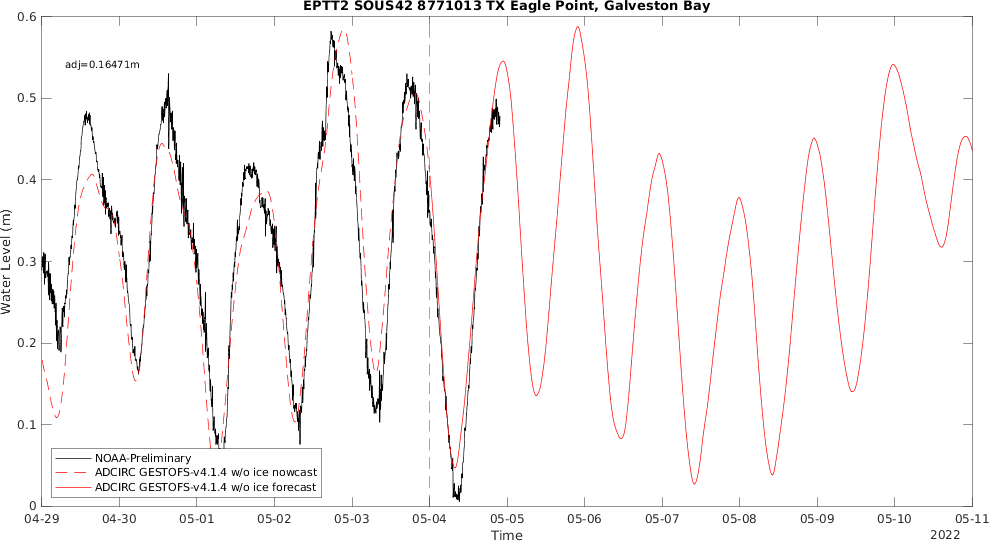 EPTT2 SOUS42 8771013 TX Eagle Point, Galveston Bay
adj=0.16471m
0.6
0.5
0.4
0.3
0.2
0.1
0
Water Level (m)
NOAA-Preliminary
ADCIRC GESTOFS-v4.1.4 w/o ice nowcast
ADCIRC GESTOFS-v4.1.4 w/o ice forecast
04-29 04-30 05-01 05-02 05-03 05-04 05-05 05-06 05-07 05-08 05-09 05-10 05-11
Time
2022